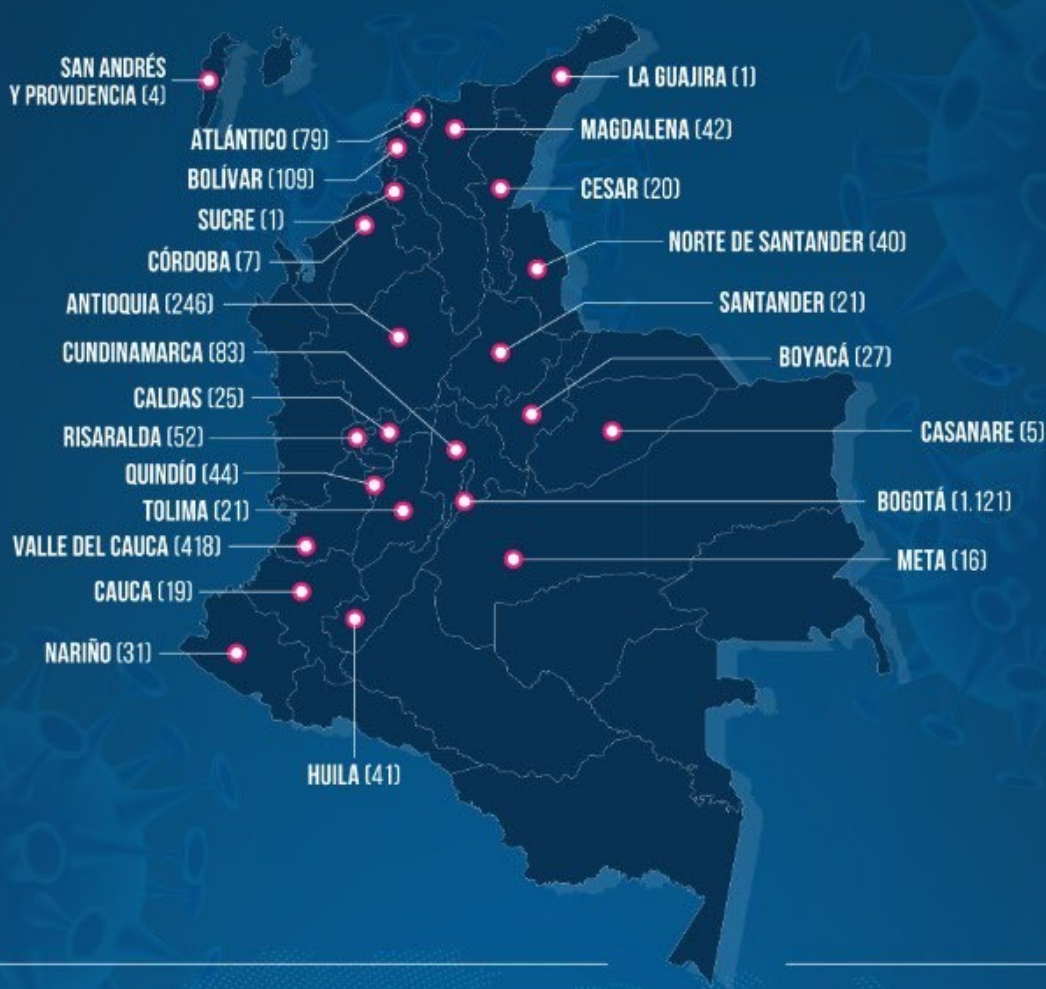 SAN ANDRÉS
Y PROVIDENCIA (4)
ATLÁNTICO (79)
BOLÍVAR (109)
SUCRE (1)
CÓRDOBA (7)
ANTIOQUIA (246)
CUNDINAMARCA (83)
CALDAS (25)
RISARALDA (52)
QUINDÍO (44)
TOLIMA (21)
VALLE DEL CAUCA (418)
CAUCA (19)
NARIÑO (31)
HUILA (41)
LA GUAJIRA (1)
MAGDALENA (42)
CESAR (20)
NORTE DE SANTANDER (40)
SANTANDER (21)
BOYACÁ (27)
CASANARE (5)
BOGOTÁ (1.121)
META (16)